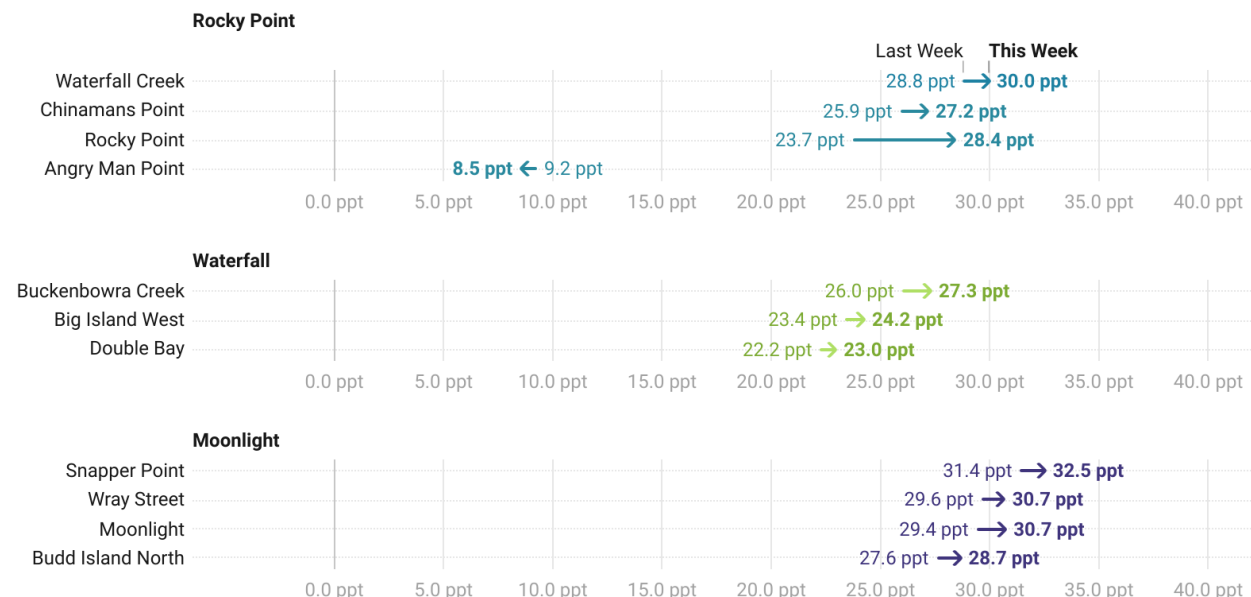 Rocky Point
Last Week This Week
Waterfall Creek 28.8 ppt 30.0 ppt
Chinamans Point 25.9 ppt 27.2 ppt
Rocky Point 23.7 ppt 28.4 ppt
Angry Man Point 8.5 ppt 9.2 ppt
0.0 ppt 5.0 ppt 10.0 ppt 15.0 ppt 20.0 ppt 25.0 ppt 30.0 ppt 35.0 ppt 40.0 ppt
Waterfall
Buckenbowra Creek 26.0 ppt 27.3 ppt
Big Island West 23.4 ppt 24.2 ppt
Double Bay 22.2 ppt 23.0 ppt
0.0 ppt 5.0 ppt 10.0 ppt 15.0 ppt 20.0 ppt 25.0 ppt 30.0 ppt 35.0 ppt 40.0 ppt
Moonlight
Snapper Point 31.4 ppt 32.5 ppt
Wray Street 29.6 ppt 30.7 ppt
Moonlight 29.4 ppt 30.7 ppt
Budd Island North 27.6 ppt 28.7 ppt
0.0 ppt 5.0 ppt 10.0 ppt 15.0 ppt 20.0 ppt 25.0 ppt 30.0 ppt 35.0 ppt 40.0 ppt